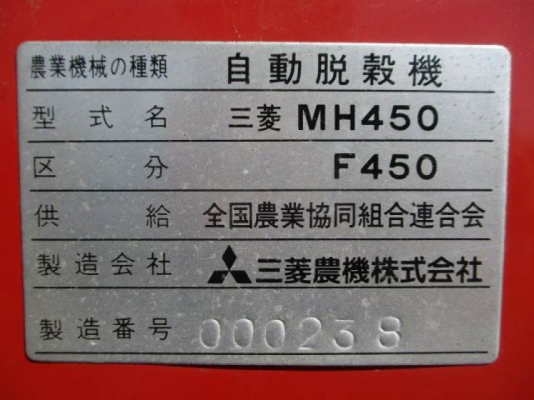 農業機械の種類 自動脱穀機
型式名 三菱 MH450
区分 F450
供給 全国農業協同組合連合会
製造会社 三菱農機株式会社
製造番号 000238